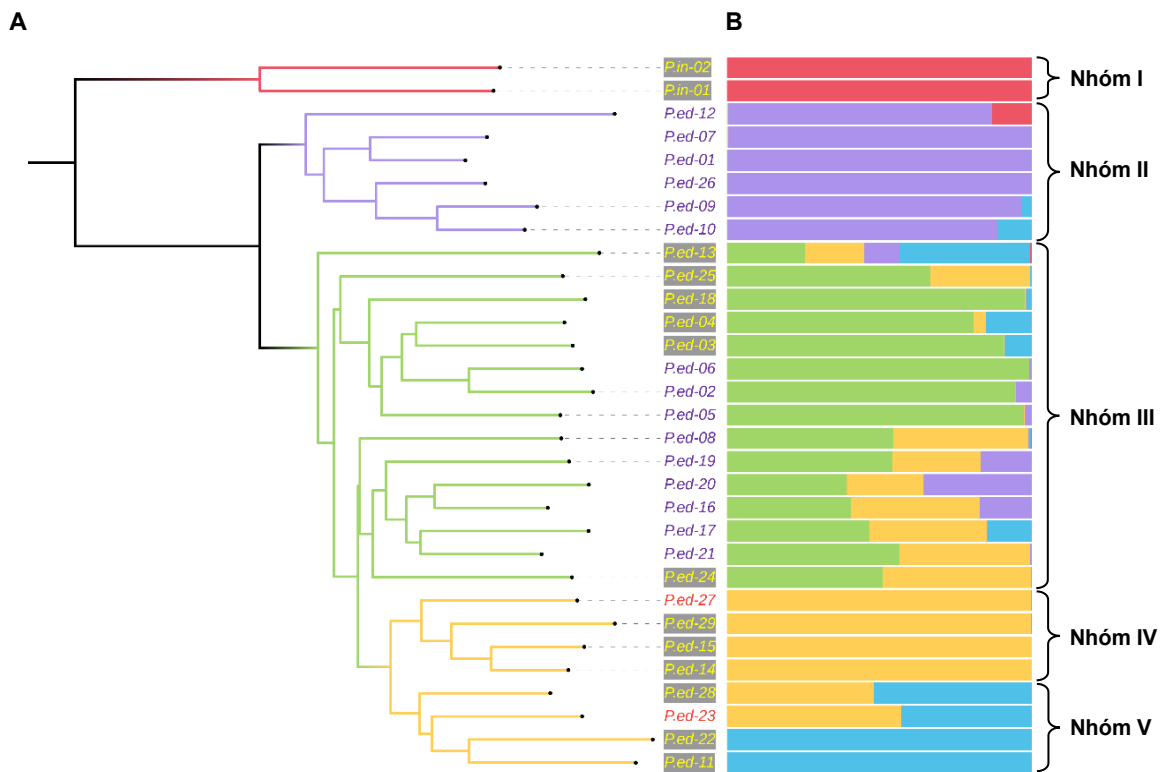 A
B
P.in-02
P.in-01
Nhóm I
P.ed-12
P.ed-07
P.ed-01
P.ed-26
P.ed-09
P.ed-10
Nhóm II
P.ed-13
P.ed-25
P.ed-18
P.ed-04
P.ed-03
P.ed-06
P.ed-02
P.ed-05
P.ed-08
P.ed-19
P.ed-20
P.ed-16
P.ed-17
P.ed-21
P.ed-24
Nhóm III
P.ed-27
P.ed-29
P.ed-15
P.ed-14
Nhóm IV
P.ed-28
P.ed-23
P.ed-22
P.ed-11
Nhóm V